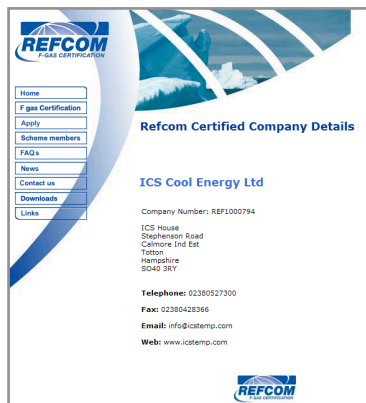 REFCOM
F-GAS CERTIFICATION
Home
F gas Certification
Apply
Scheme members
FAQs
News
Contact us
Downloads
Links
Refcom Certified Company Details
ICS Cool Energy Ltd
Company Number: REF1000794
ICS House
Stephenson Road
Calmore Ind Est
Totton
Hampshire
SO40 3RY
Telephone: 02380527300
Fax: 02380428366
Email: info@icstemp.com
Web: www.icstemp.com
REFCOM
F-GAS CERTIFICATION